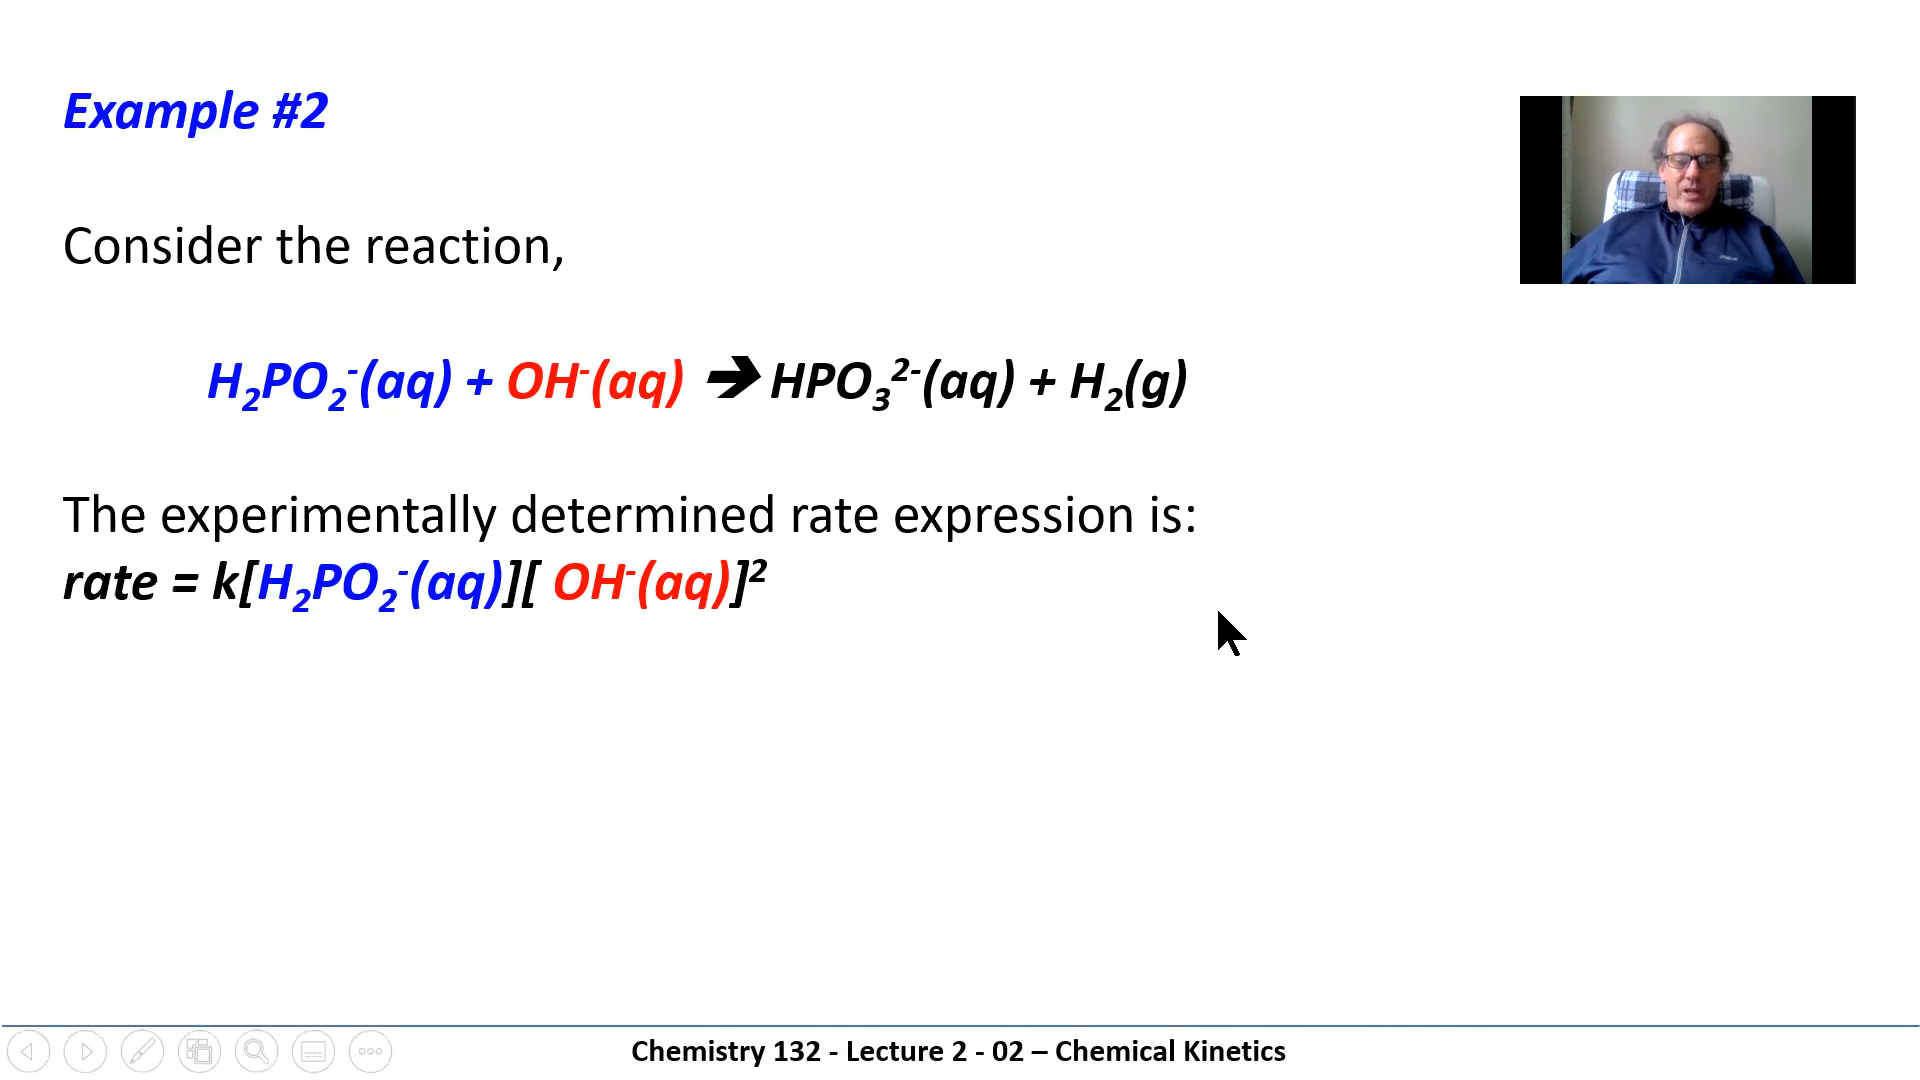 Example #2
Consider the reaction,
H₂PO₂⁻(aq) + OH⁻(aq) ➔ HPO₃²⁻(aq) + H₂(g)
The experimentally determined rate expression is:
rate = k[H₂PO₂⁻(aq)][ OH⁻(aq)]²
Chemistry 132 - Lecture 2 - 02 – Chemical Kinetics